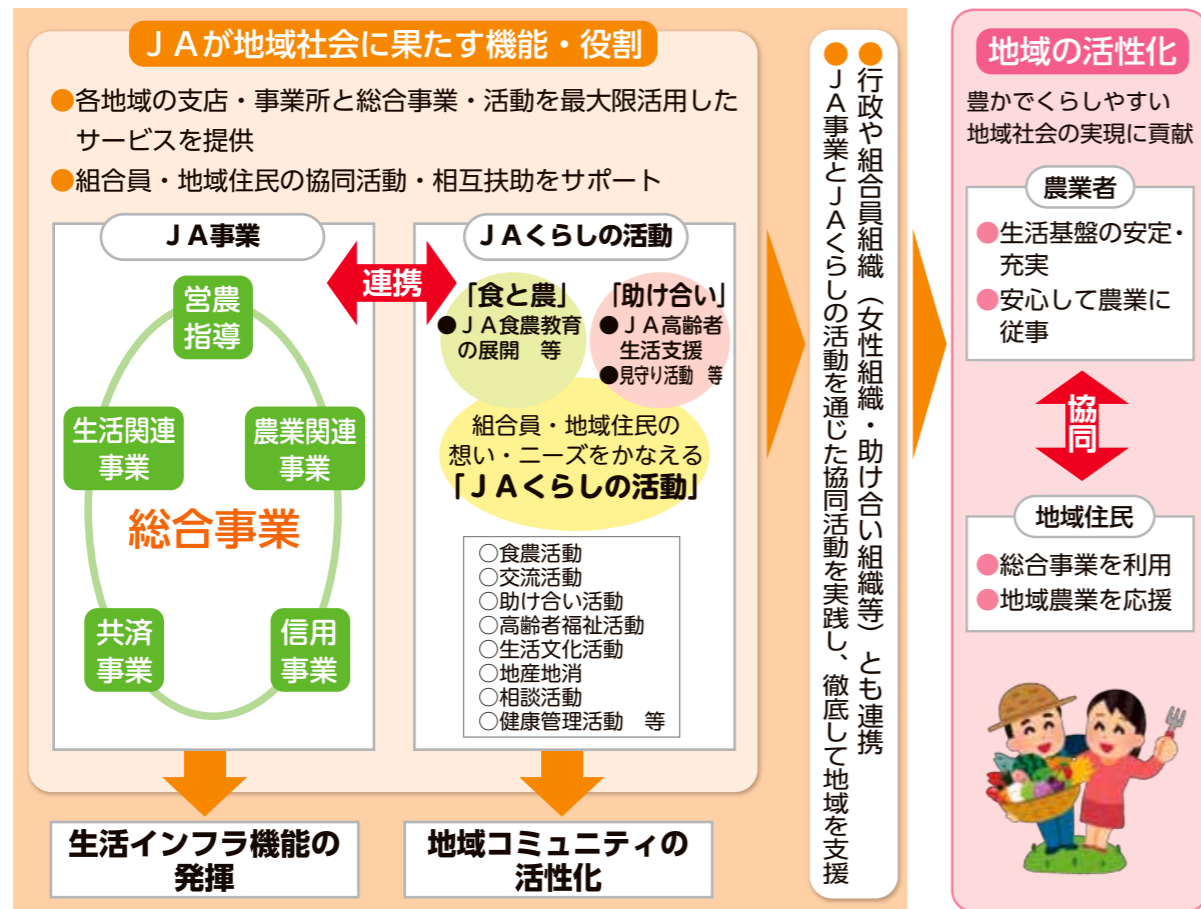 ＪＡが地域社会に果たす機能・役割
●各地域の支店・事業所と総合事業・活動を最大限活用した
サービスを提供
●組合員・地域住民の協同活動・相互扶助をサポート
ＪＡ事業
営農
指導
生活関連
事業
農業関連
事業
総合事業
共済
事業
信用
事業
連携
ＪＡくらしの活動
「食と農」
●ＪＡ食農教育
の展開　等
「助け合い」
●ＪＡ高齢者
生活支援
●見守り活動　等
組合員・地域住民の
想い・ニーズをかなえる
「ＪＡくらしの活動」
○食農活動
○交流活動
○助け合い活動
○高齢者福祉活動
○生活文化活動
○地産地消
○相談活動
○健康管理活動　等
生活インフラ機能の
発揮
地域コミュニティの
活性化
●行政や組合員組織（女性組織・助け合い組織等）とも連携
●ＪＡ事業とＪＡくらしの活動を通じた協同活動を実践し、徹底して地域を支援
地域の活性化
豊かでくらしやすい
地域社会の実現に貢献
農業者
●生活基盤の安定・
充実
●安心して農業に
従事
協同
地域住民
●総合事業を利用
●地域農業を応援